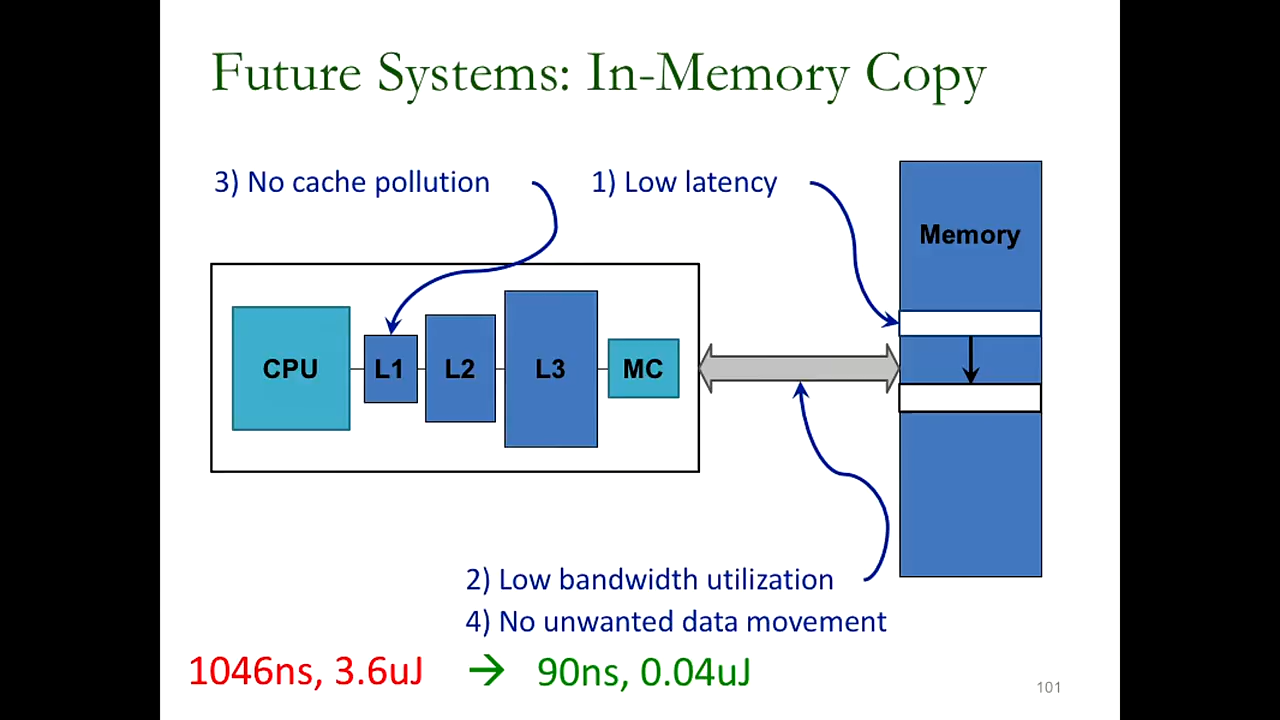 Future Systems: In-Memory Copy
3) No cache pollution
1) Low latency
Memory
CPU
L1
L2
L3
MC
2) Low bandwidth utilization
4) No unwanted data movement
1046ns, 3.6uJ → 90ns, 0.04uJ
101